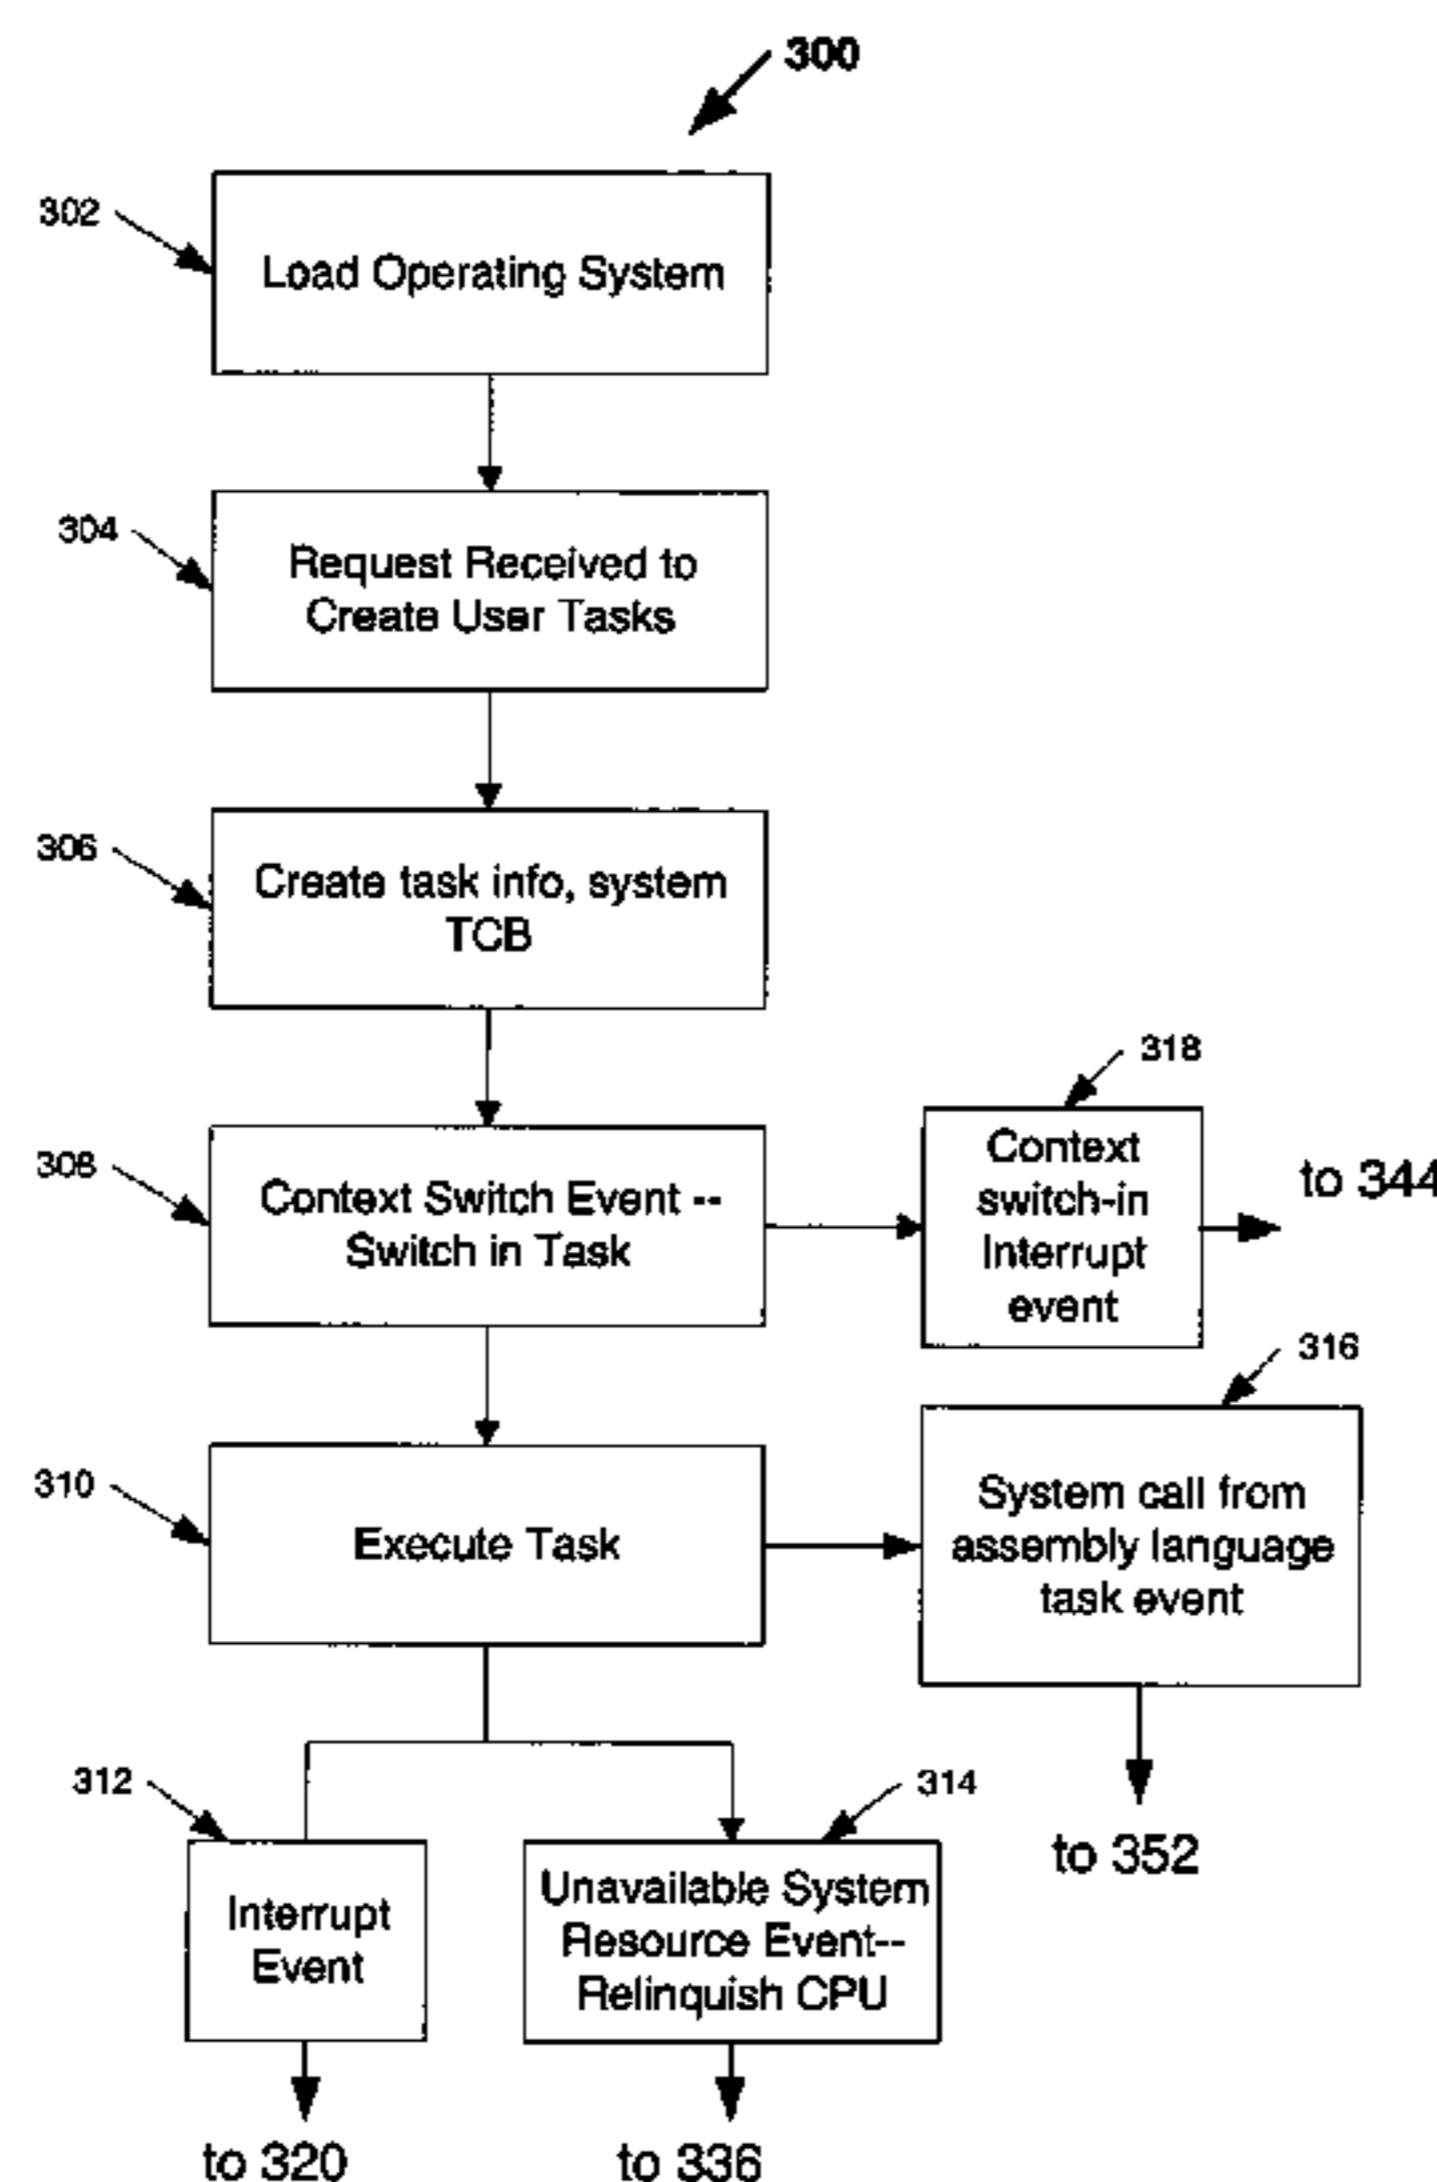 300
302
Load Operating System
304
Request Received to
Create User Tasks
306
Create task info, system
TCB
318
308
Context Switch Event --
Switch in Task
Context
switch-in
Interrupt
event
to 344
316
310
Execute Task
System call from
assembly language
task event
312
314
to 352
Interrupt
Event
Unavailable System
Resource Event--
Relinquish CPU
to 320
to 336